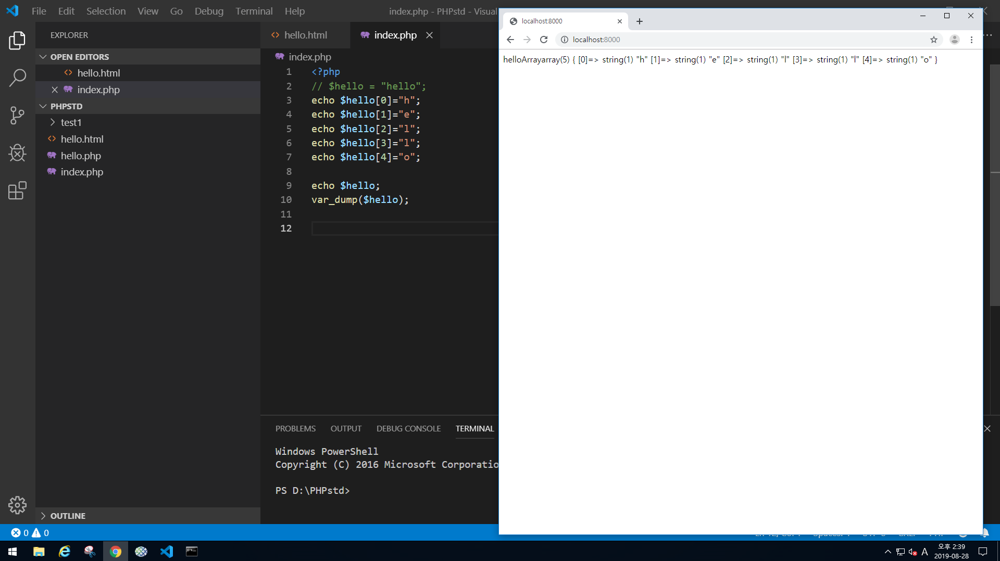 File Edit Selection View Go Debug Terminal Help
index.php - PHPstd - Visual
EXPLORER
OPEN EDITORS
hello.html
index.php
PHPSTD
test1
hello.html
hello.php
index.php
OUTLINE
hello.html
index.php
index.php
1 <?php
2 // $hello = "hello";
3 echo $hello[0]="h";
4 echo $hello[1]="e";
5 echo $hello[2]="l";
6 echo $hello[3]="l";
7 echo $hello[4]="o";
8
9 echo $hello;
10 var_dump($hello);
11
12
PROBLEMS OUTPUT DEBUG CONSOLE TERMINAL
Windows PowerShell
Copyright (C) 2016 Microsoft Corporatio
PS D:\PHPstd>
localhost:8000
localhost:8000
helloArrayarray(5) { [0]=> string(1) "h" [1]=> string(1) "e" [2]=> string(1) "l" [3]=> string(1) "l" [4]=> string(1) "o" }
0 0
A
오후 2:39
2019-08-28